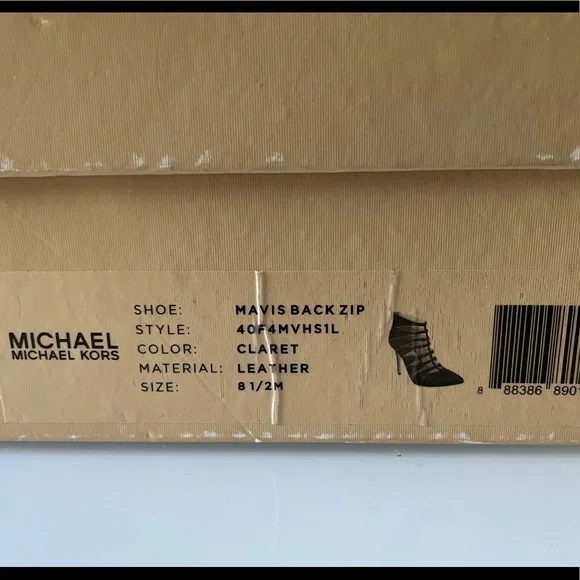 MICHAEL
MICHAEL KORS
SHOE: MAVIS BACK ZIP
STYLE: 40F4MVHS1L
COLOR: CLARET
MATERIAL: LEATHER
SIZE: 8 1/2M
8 88386 8901